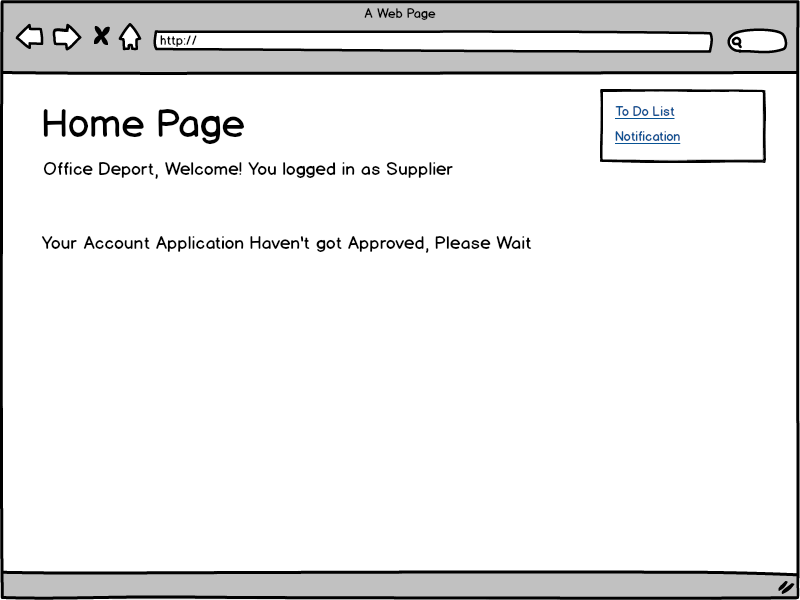 A Web Page
http://
Home Page
To Do List
Notification
Office Deport, Welcome! You logged in as Supplier
Your Account Application Haven't got Approved, Please Wait